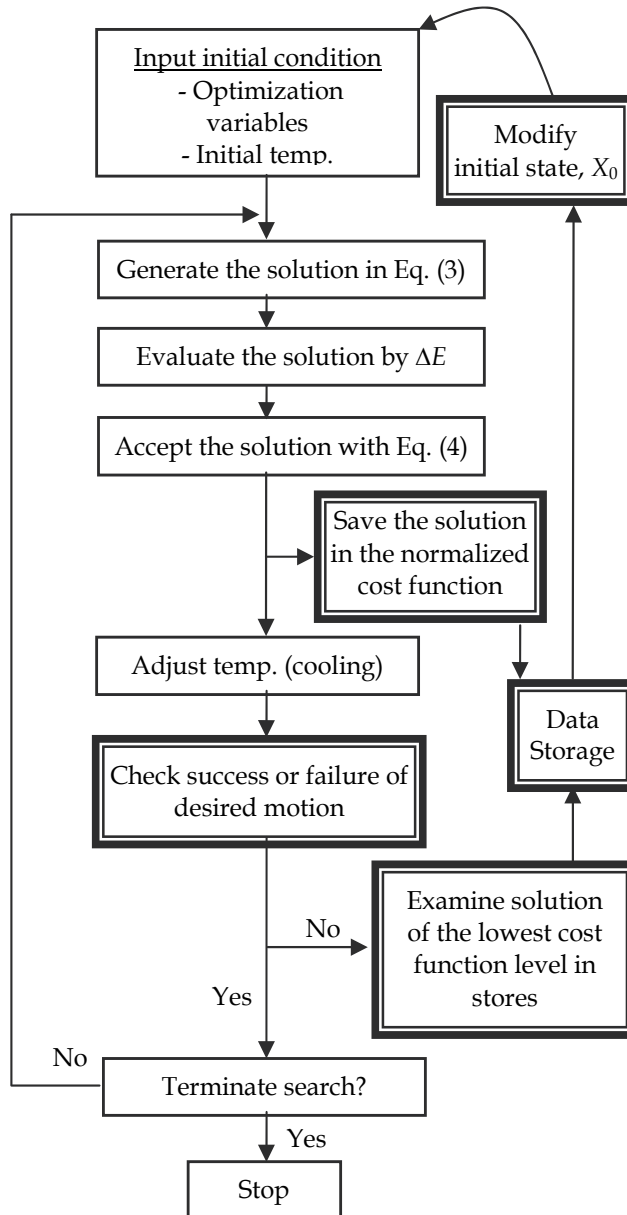 Input initial condition
- Optimization
variables
- Initial temp.
Modify
initial state, X₀
Generate the solution in Eq. (3)
Evaluate the solution by ΔE
Accept the solution with Eq. (4)
Save the solution
in the normalized
cost function
Adjust temp. (cooling)
Data
Storage
Check success or failure of
desired motion
Examine solution
of the lowest cost
function level in
stores
No
Yes
No
Terminate search?
Yes
Stop